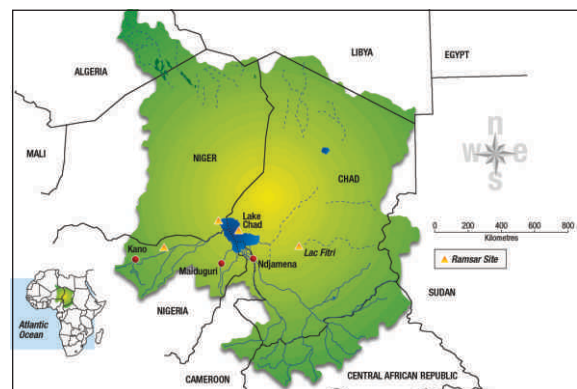 LIBYA
EGYPT
ALGERIA
MALI
NIGER
CHAD
n
w e
s
Lake
Chad
Kano
Lac Fitri
Maiduguri
Ndjamena
0 200 400 600 800
Kilometres
Ramsar Site
NIGERIA
SUDAN
Atlantic
Ocean
CAMEROON
CENTRAL AFRICAN REPUBLIC